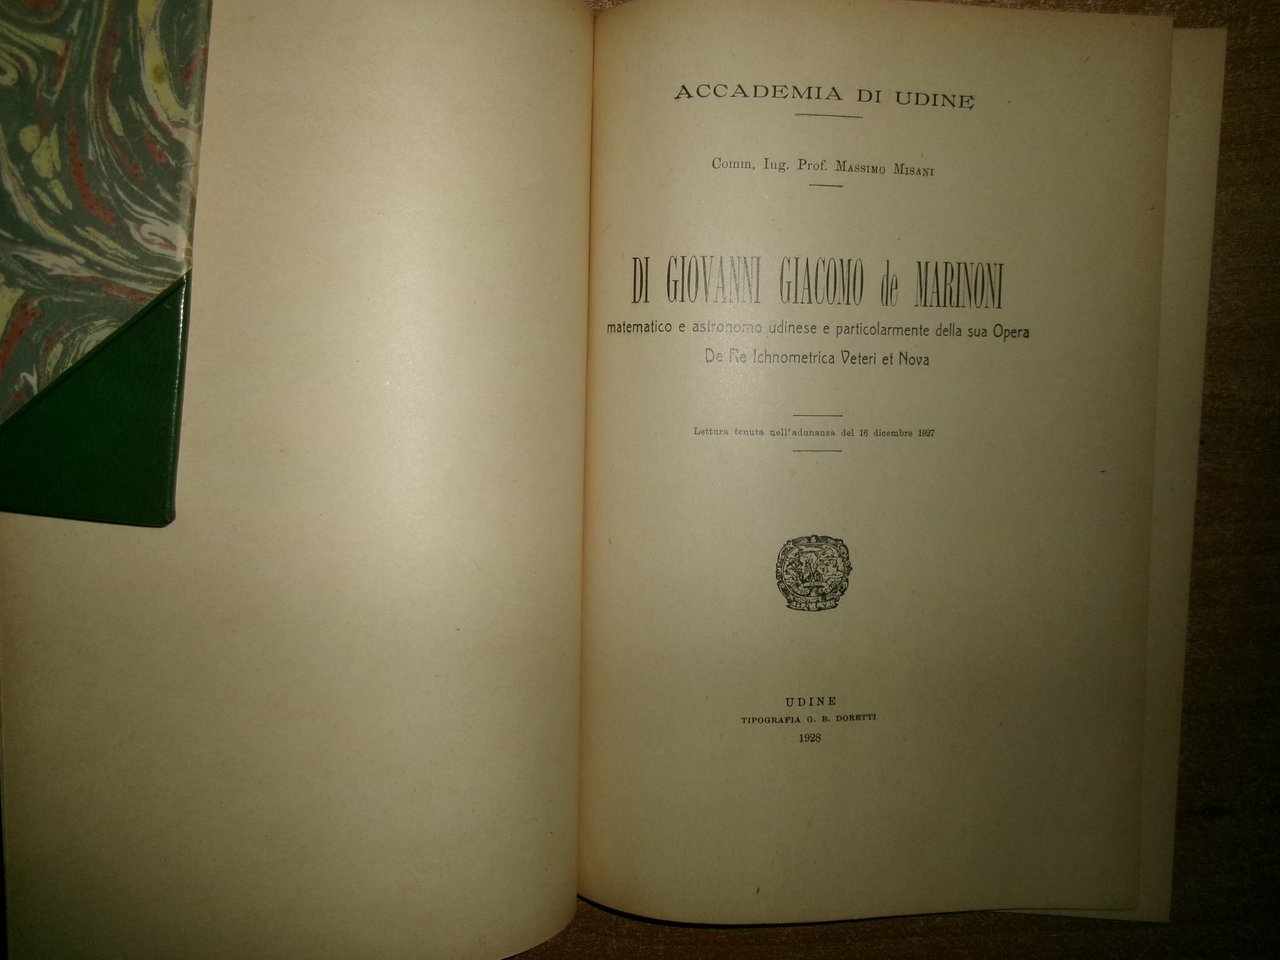 ACCADEMIA DI UDINE
Comm. Ing. Prof. MASSIMO MISANI
DI GIOVANNI GIACOMO de MARINONI
matematico e astronomo udinese e particolarmente della sua Opera
De Re Ichnometrica Veteri et Nova
Lettura tenuta nell'adunanza del 16 dicembre 1927
UDINE
TIPOGRAFIA G. B. DORETTI
1928